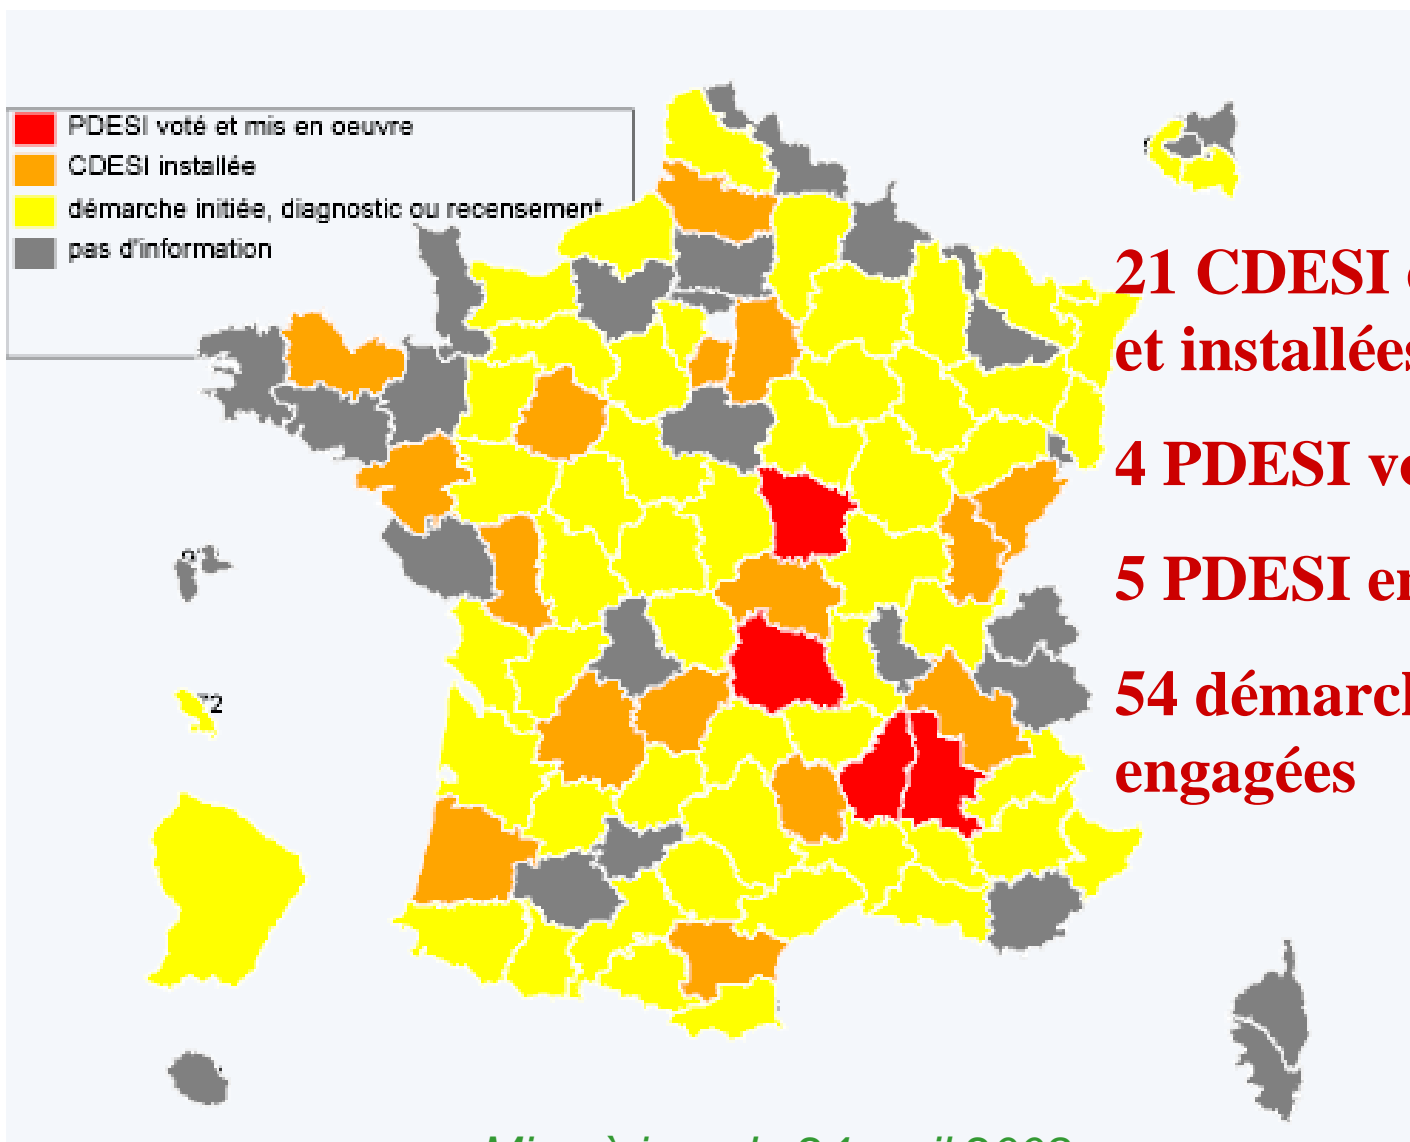 PDESI voté et mis en oeuvre
CDESI installée
démarche initiée, diagnostic ou recensement
pas d'information
21 CDESI
et installées
4 PDESI
5 PDESI
54
engagées